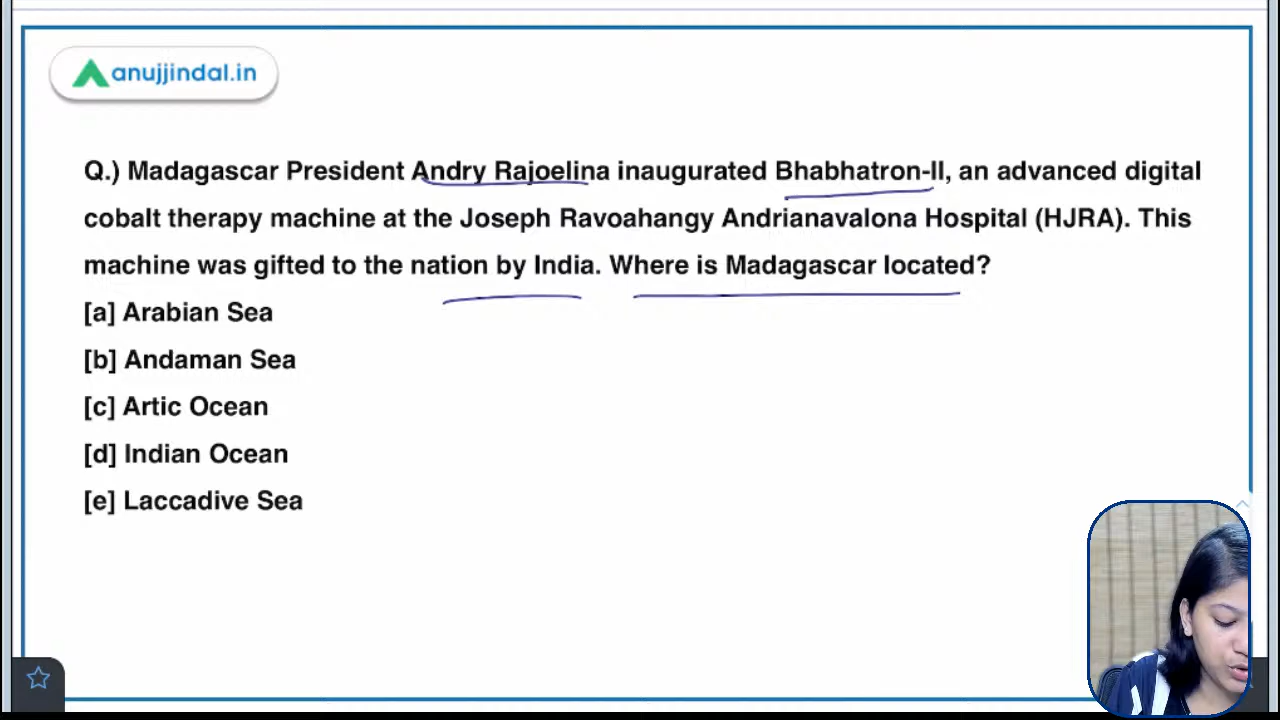 anujjindal.in
Q.) Madagascar President Andry Rajoelina inaugurated Bhabhatron-II, an advanced digital
cobalt therapy machine at the Joseph Ravoahangy Andrianavalona Hospital (HJRA). This
machine was gifted to the nation by India. Where is Madagascar located?
[a] Arabian Sea
[b] Andaman Sea
[c] Artic Ocean
[d] Indian Ocean
[e] Laccadive Sea